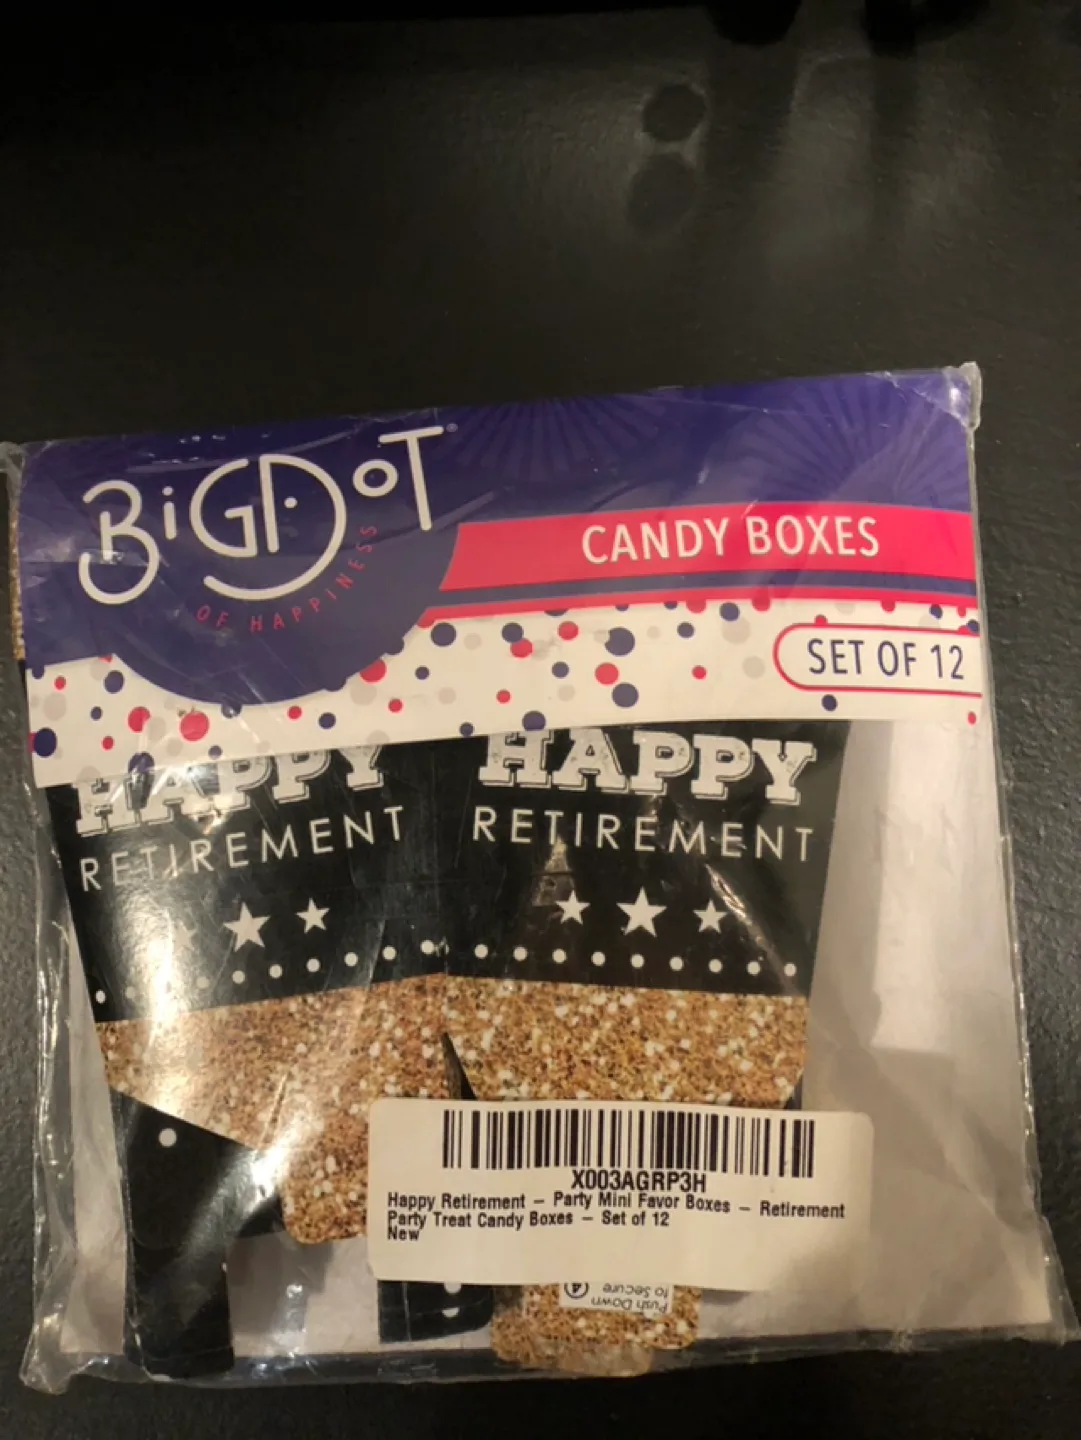 BiGDoT®
OF HAPPINESS
CANDY BOXES
SET OF 12
HAPPY
RETIREMENT
HAPPY
RETIREMENT
X003AGRP3H
Happy Retirement – Party Mini Favor Boxes – Retirement
Party Treat Candy Boxes – Set of 12
New
Push Down
to Secure
4